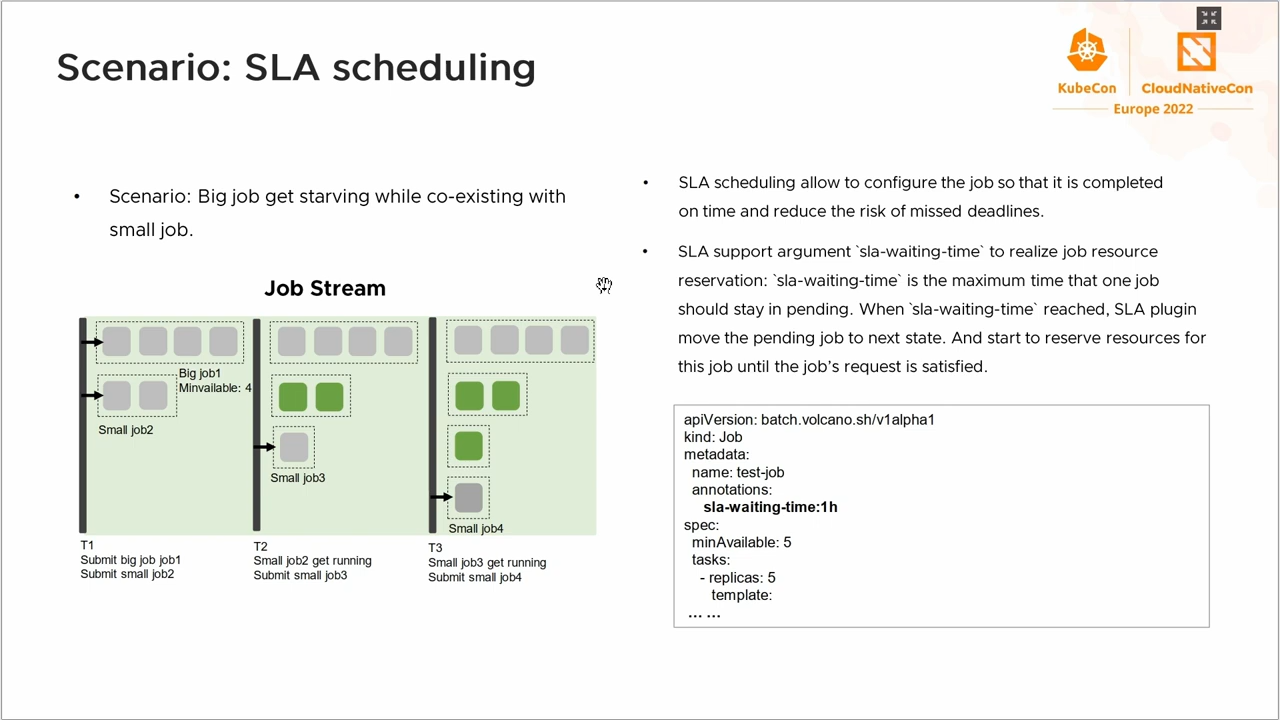 Scenario: SLA scheduling
KubeCon
CloudNativeCon
Europe 2022
• Scenario: Big job get starving while co-existing with
small job.
Job Stream
Big job1
Minvailable: 4
Small job2
Small job3
Small job4
T1
Submit big job job1
Submit small job2
T2
Small job2 get running
Submit small job3
T3
Small job3 get running
Submit small job4
• SLA scheduling allow to configure the job so that it is completed
on time and reduce the risk of missed deadlines.
• SLA support argument `sla-waiting-time` to realize job resource
reservation: `sla-waiting-time` is the maximum time that one job
should stay in pending. When `sla-waiting-time` reached, SLA plugin
move the pending job to next state. And start to reserve resources for
this job until the job's request is satisfied.
apiVersion: batch.volcano.sh/v1alpha1
kind: Job
metadata:
  name: test-job
  annotations:
    sla-waiting-time:1h
spec:
  minAvailable: 5
  tasks:
    - replicas: 5
      template:
... ...